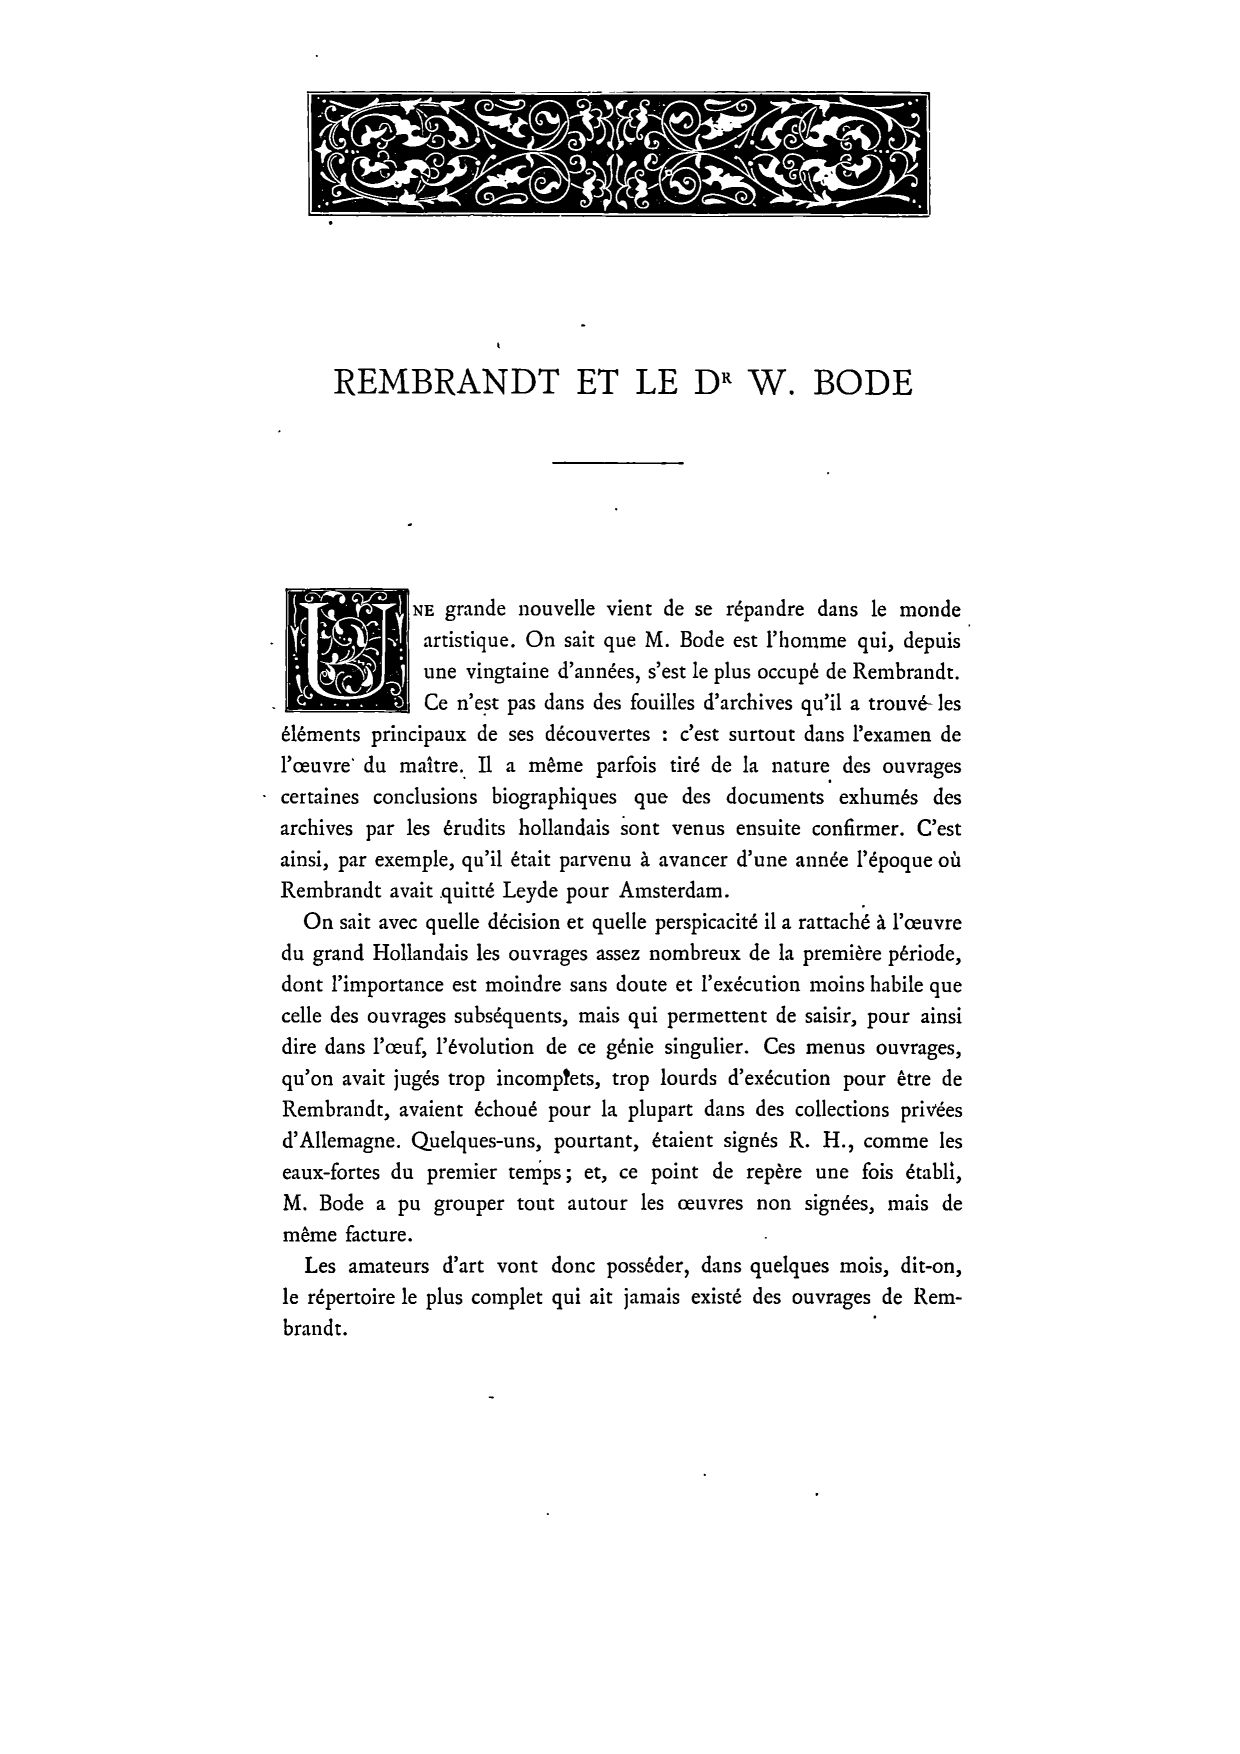 REMBRANDT ET LE DR W. BODE
UNE grande nouvelle vient de se répandre dans le monde
artistique. On sait que M. Bode est l'homme qui, depuis
une vingtaine d'années, s'est le plus occupé de Rembrandt.
Ce n'est pas dans des fouilles d'archives qu'il a trouvé les
éléments principaux de ses découvertes : c'est surtout dans l'examen de
l'œuvre du maître. Il a même parfois tiré de la nature des ouvrages
certaines conclusions biographiques que des documents exhumés des
archives par les érudits hollandais sont venus ensuite confirmer. C'est
ainsi, par exemple, qu'il était parvenu à avancer d'une année l'époque où
Rembrandt avait quitté Leyde pour Amsterdam.
On sait avec quelle décision et quelle perspicacité il a rattaché à l'œuvre
du grand Hollandais les ouvrages assez nombreux de la première période,
dont l'importance est moindre sans doute et l'exécution moins habile que
celle des ouvrages subséquents, mais qui permettent de saisir, pour ainsi
dire dans l'œuf, l'évolution de ce génie singulier. Ces menus ouvrages,
qu'on avait jugés trop incomplets, trop lourds d'exécution pour être de
Rembrandt, avaient échoué pour la plupart dans des collections privées
d'Allemagne. Quelques-uns, pourtant, étaient signés R. H., comme les
eaux-fortes du premier temps ; et, ce point de repère une fois établi,
M. Bode a pu grouper tout autour les œuvres non signées, mais de
même facture.
Les amateurs d'art vont donc posséder, dans quelques mois, dit-on,
le répertoire le plus complet qui ait jamais existé des ouvrages de Rem-
brandt.